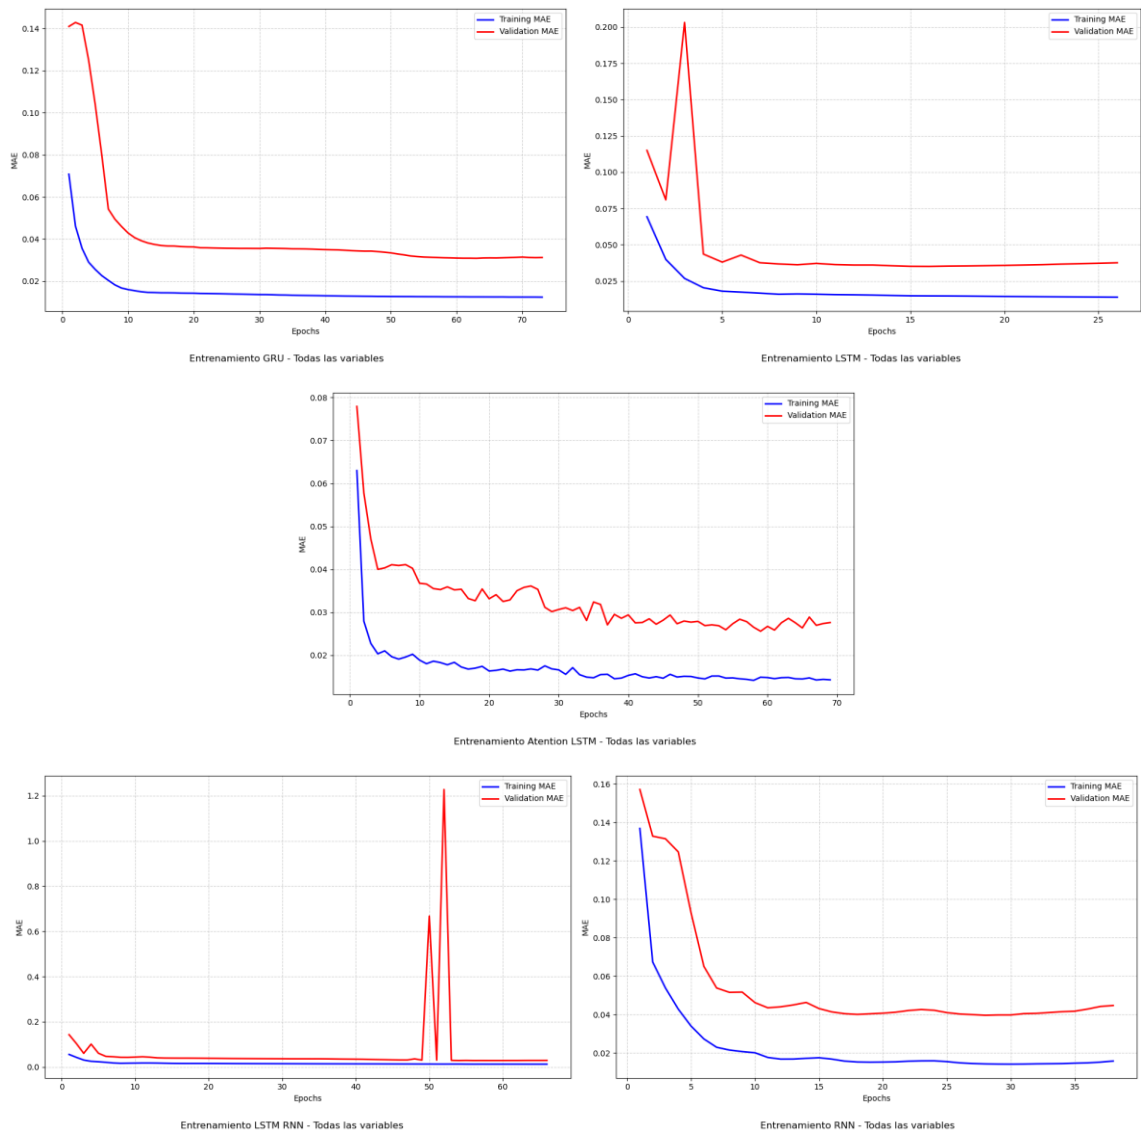 0.14
0.12
0.10
0.08
0.06
0.04
0.02
MAE
Training MAE
Validation MAE
0 10 20 30 40 50 60 70
Epochs
Entrenamiento GRU - Todas las variables
0.200
0.175
0.150
0.125
0.100
0.075
0.050
0.025
MAE
Training MAE
Validation MAE
0 5 10 15 20 25
Epochs
Entrenamiento LSTM - Todas las variables
0.08
0.07
0.06
0.05
0.04
0.03
0.02
MAE
Training MAE
Validation MAE
0 10 20 30 40 50 60 70
Epochs
Entrenamiento Atention LSTM - Todas las variables
1.2
1.0
0.8
0.6
0.4
0.2
0.0
MAE
Training MAE
Validation MAE
0 10 20 30 40 50 60
Epochs
Entrenamiento LSTM RNN - Todas las variables
0.16
0.14
0.12
0.10
0.08
0.06
0.04
0.02
MAE
Training MAE
Validation MAE
0 5 10 15 20 25 30 35
Epochs
Entrenamiento RNN - Todas las variables